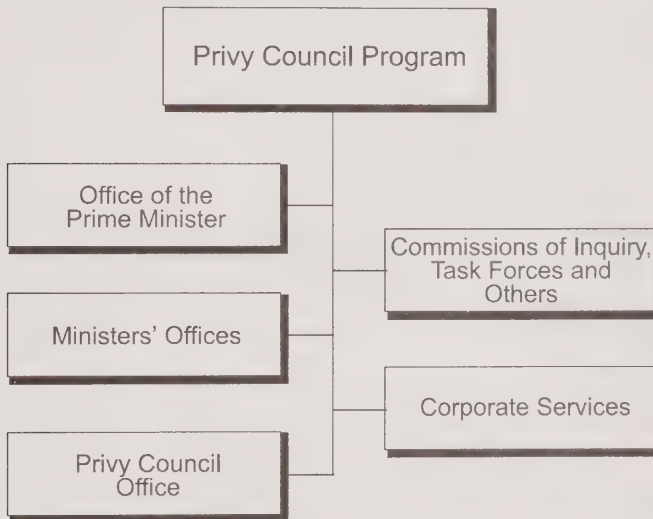 Privy Council Program
Office of the
Prime Minister
Commissions of Inquiry,
Task Forces and
Others
Ministers' Offices
Corporate Services
Privy Council
Office